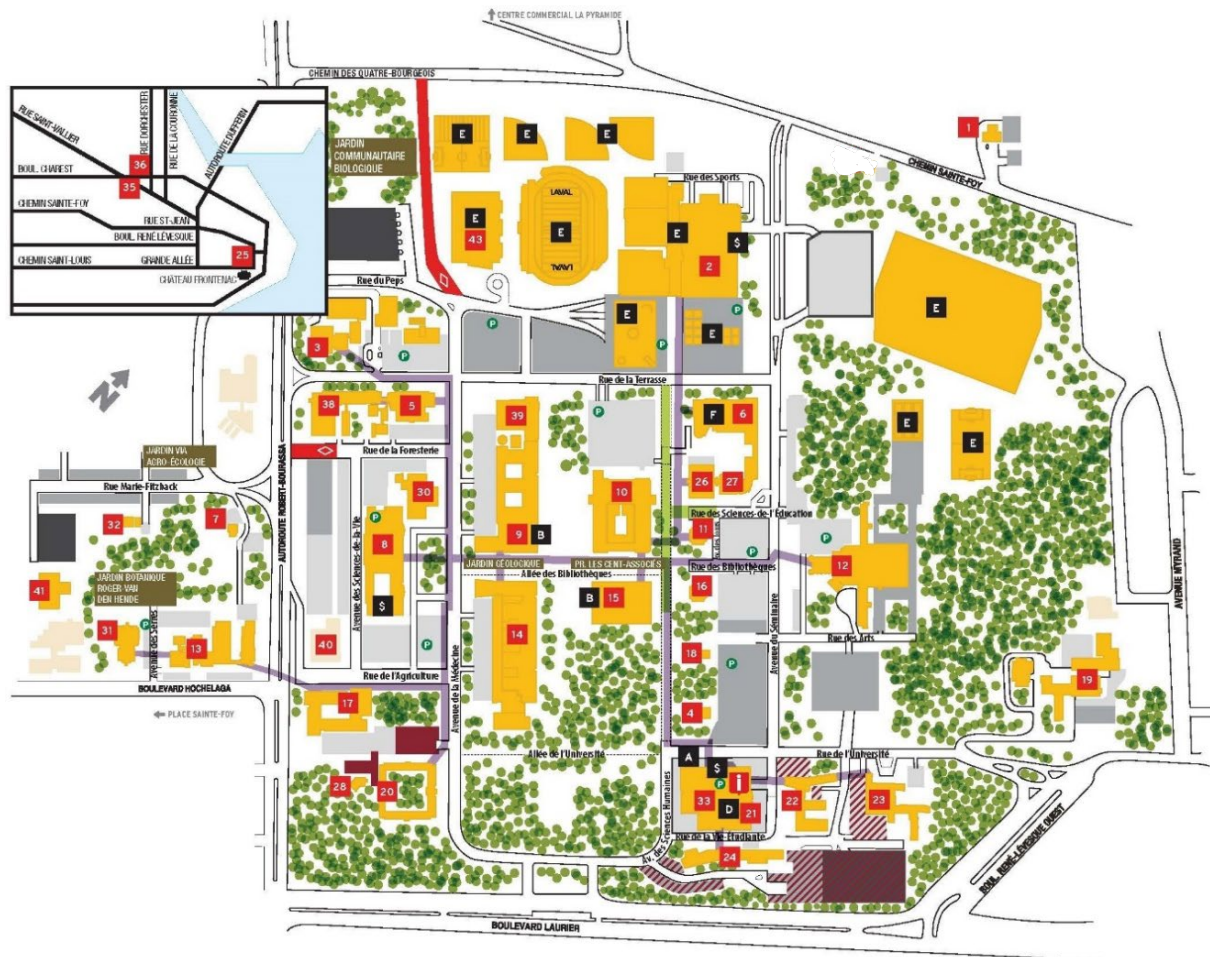 CENTRE COMMERCIAL LA PYRAMIDE
CHEMIN DES QUATRE-BOURGEOIS
RUE SAINT-VALLIER
RUE DORCHESTER
RUE DE LA COURONNE
AUTOROUTE DUFFERIN
36
BOUL. CHAREST
35
CHEMIN SAINTE-FOY
RUE ST-JEAN
BOUL. RENÉ LÉVESQUE
25
CHEMIN SAINT-LOUIS
GRANDE ALLÉE
CHÂTEAU FRONTENAC
JARDIN
COMMUNAUTAIRE
BIOLOGIQUE
E
E
E
1
CHEMIN SAINTE-FOY
Rue des Sports
LAVAL
E
43
E
LAVAL
$
2
Rue du Peps
P
P
E
P
E
E
3
P
Rue de la Terrasse
N
38
5
39
P
F
6
E
E
Rue de la Foresterie
JARDIN VIA
AGRO-ÉCOLOGIE
Rue Marie-Fitzback
AUTOROUTE ROBERT-BOURASSA
30
10
26
27
32
7
P
Rue des Sciences-de-l'Éducation
8
9
B
11
P
Avenue des Sciences-de-la-Vie
JARDIN GÉOLOGIQUE
PR. LES CENT-ASSOCIÉS
Rue des Bibliothèques
12
Allée des Bibliothèques
41
JARDIN BOTANIQUE
ROGER-VAN
DEN HENDE
$
B
15
16
AVENUE MYRAND
31
P
13
Avenue des Serres
40
P
14
Rue des Arts
Avenue du Séminaire
18
P
Rue de l'Agriculture
Avenue de la Médecine
19
BOULEVARD HOCHELAGA
PLACE SAINTE-FOY
17
4
Allée de l'Université
Rue de l'Université
A
$
28
20
P
i
33
D
21
22
23
Av. des Sciences Humaines
Rue de la Vie-Étudiante
24
BOUL. RENÉ-LÉVESQUE OUEST
BOULEVARD LAURIER